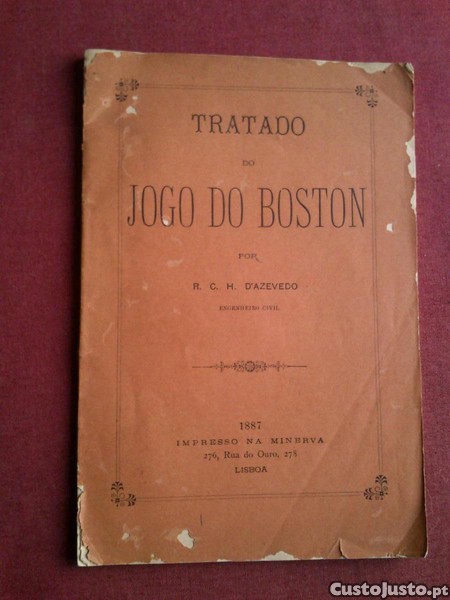 TRATADO
DO
JOGO DO BOSTON
POR
R. C. H. D'AZEVEDO
ENGENHEIRO CIVIL
1887
IMPRESSO NA MINERVA
276, Rua do Ouro, 278
LISBOA
CustoJusto.pt